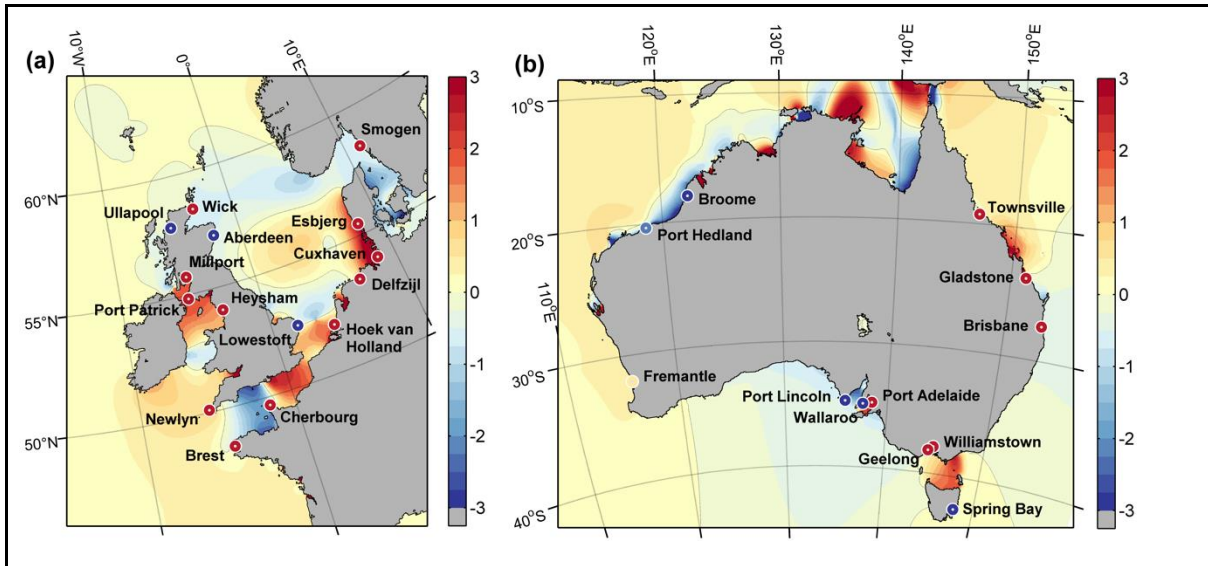 (a)
10°W
0°
10°E
60°N
55°N
50°N
Smogen
Wick
Ullapool
Aberdeen
Esbjerg
Cuxhaven
Millport
Delfzijl
Port Patrick
Heysham
Lowestoft
Hoek van
Holland
Newlyn
Cherbourg
Brest
3
2
1
0
-1
-2
-3
(b)
120°E
130°E
140°E
150°E
10°S
20°S
110°E
30°S
40°S
Broome
Port Hedland
Townsville
Gladstone
Brisbane
Fremantle
Port Lincoln
Port Adelaide
Wallaroo
Williamstown
Geelong
Spring Bay
3
2
1
0
-1
-2
-3